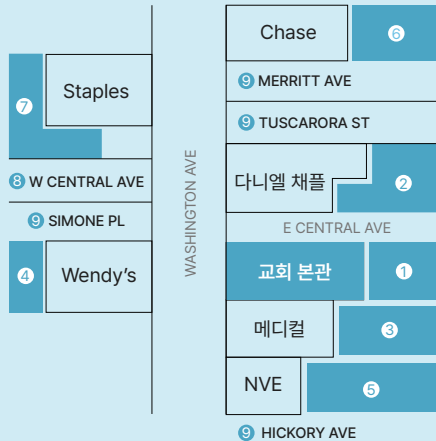 Chase
6
9 MERRITT AVE
Staples
7
9 TUSCARORA ST
8 W CENTRAL AVE
다니엘 채플
2
9 SIMONE PL
WASHINGTON AVE
E CENTRAL AVE
4
Wendy's
교회 본관
1
메디컬
3
NVE
5
9 HICKORY AVE